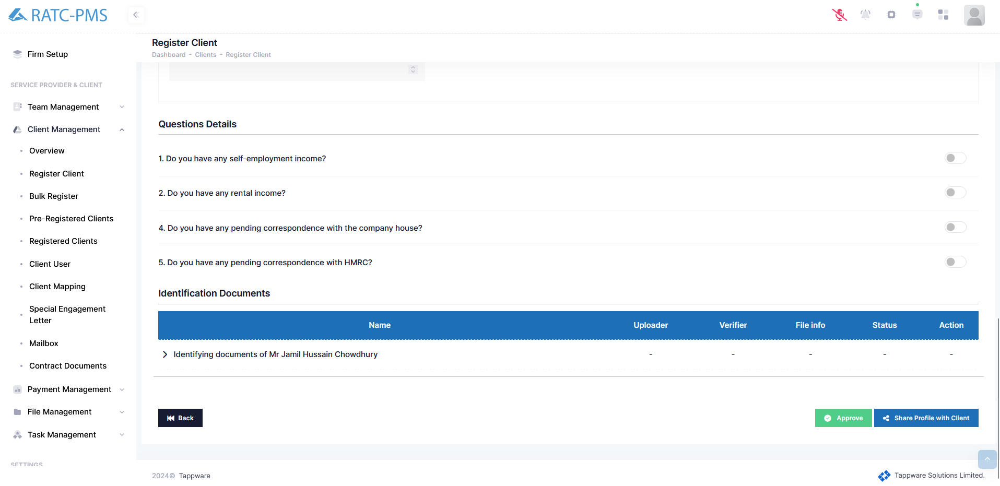 RATC-PMS
Register Client
Dashboard - Clients - Register Client
Firm Setup
SERVICE PROVIDER & CLIENT
Team Management
Client Management
Overview
Register Client
Bulk Register
Pre-Registered Clients
Registered Clients
Client User
Client Mapping
Special Engagement
Letter
Mailbox
Contract Documents
Payment Management
File Management
Task Management
SETTINGS
Questions Details
1. Do you have any self-employment income?
2. Do you have any rental income?
4. Do you have any pending correspondence with the company house?
5. Do you have any pending correspondence with HMRC?
Identification Documents
Name Uploader Verifier File info Status Action
Identifying documents of Mr Jamil Hussain Chowdhury - - - - -
Back
Approve
Share Profile with Client
2024© Tappware
Tappware Solutions Limited.